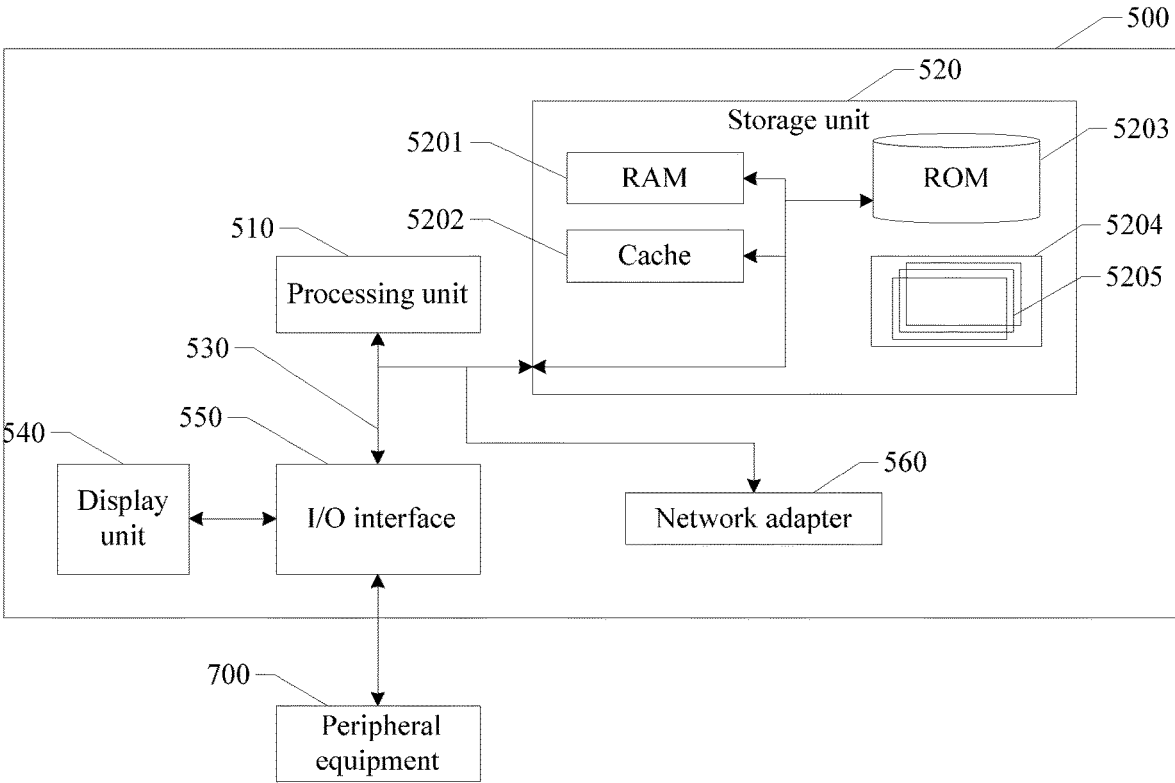 500
520
Storage unit
5201
RAM
5203
ROM
5202
Cache
5204
5205
510
Processing unit
530
550
540
Display
unit
I/O interface
560
Network adapter
700
Peripheral
equipment